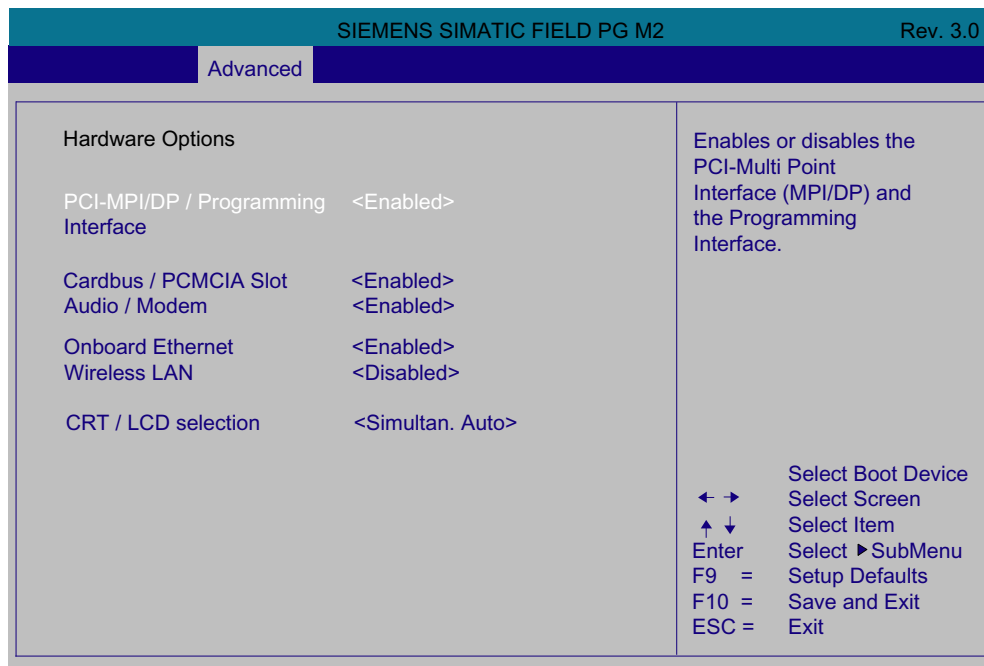 SIEMENS SIMATIC FIELD PG M2 Rev. 3.0
Advanced
Hardware Options
PCI-MPI/DP / Programming <Enabled>
Interface
Cardbus / PCMCIA Slot <Enabled>
Audio / Modem <Enabled>
Onboard Ethernet <Enabled>
Wireless LAN <Disabled>
CRT / LCD selection <Simultan. Auto>
Enables or disables the
PCI-Multi Point
Interface (MPI/DP) and
the Programming
Interface.
Select Boot Device
← → Select Screen
↑ ↓ Select Item
Enter Select ▶SubMenu
F9 = Setup Defaults
F10 = Save and Exit
ESC = Exit